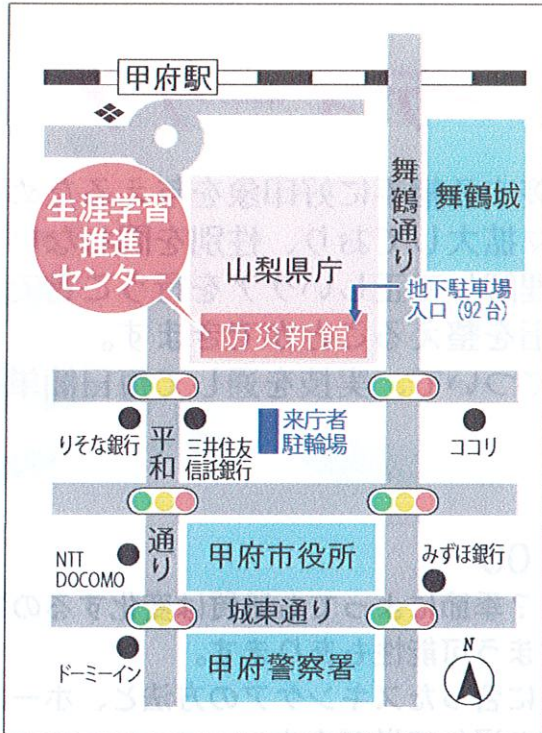 甲府駅
舞鶴通り
舞鶴城
生涯学習
推進
センター
山梨県庁
地下駐車場
入口(92台)
防災新館
りそな銀行
平和通り
三井住友
信託銀行
来庁者
駐輪場
ココリ
NTT
DOCOMO
甲府市役所
みずほ銀行
城東通り
ドーミーイン
甲府警察署
N